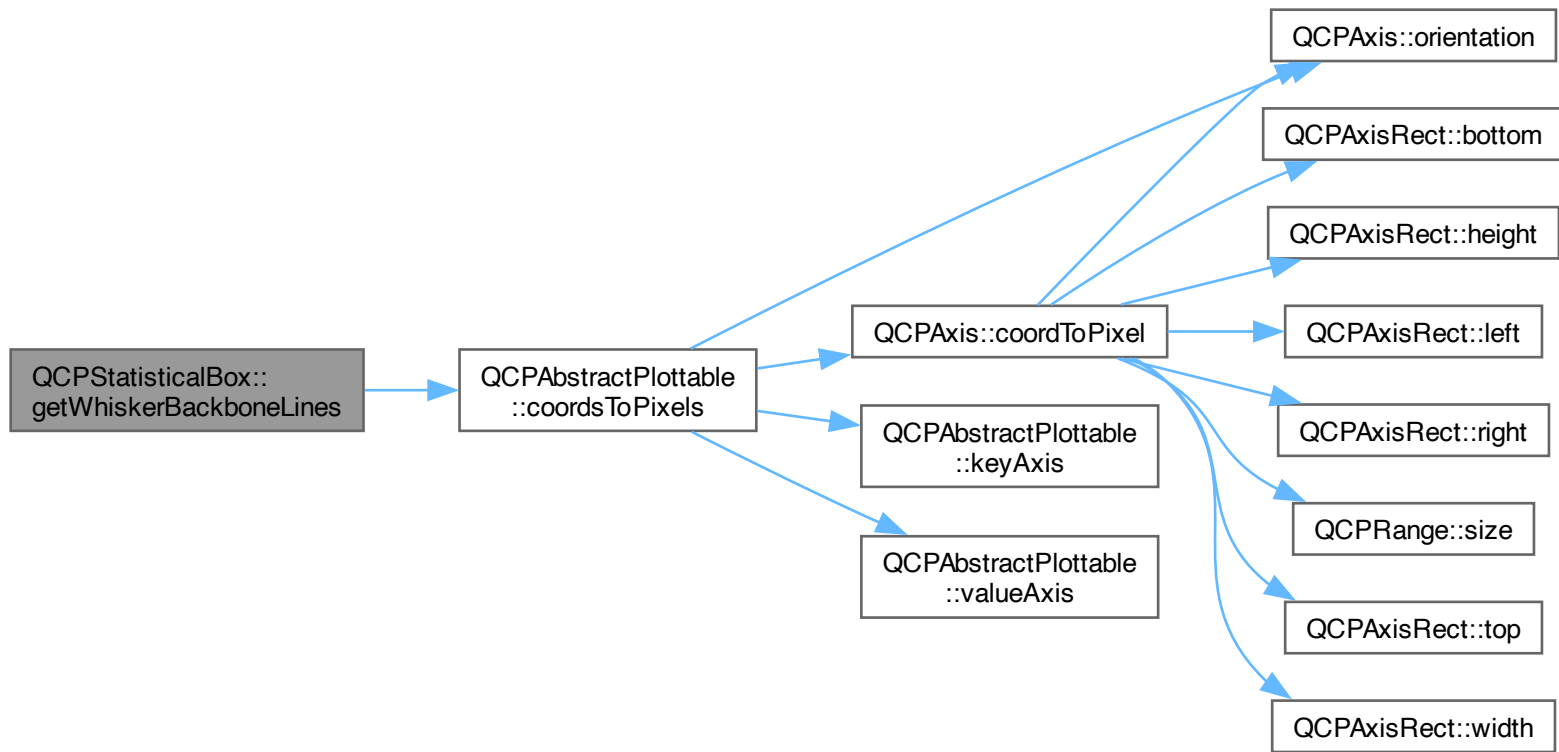 QCPStatisticalBox::
getWhiskerBackboneLines
QCPAbstractPlottable
::coordsToPixels
QCPAxis::coordToPixel
QCPAbstractPlottable
::keyAxis
QCPAbstractPlottable
::valueAxis
QCPAxis::orientation
QCPAxisRect::bottom
QCPAxisRect::height
QCPAxisRect::left
QCPAxisRect::right
QCPRange::size
QCPAxisRect::top
QCPAxisRect::width